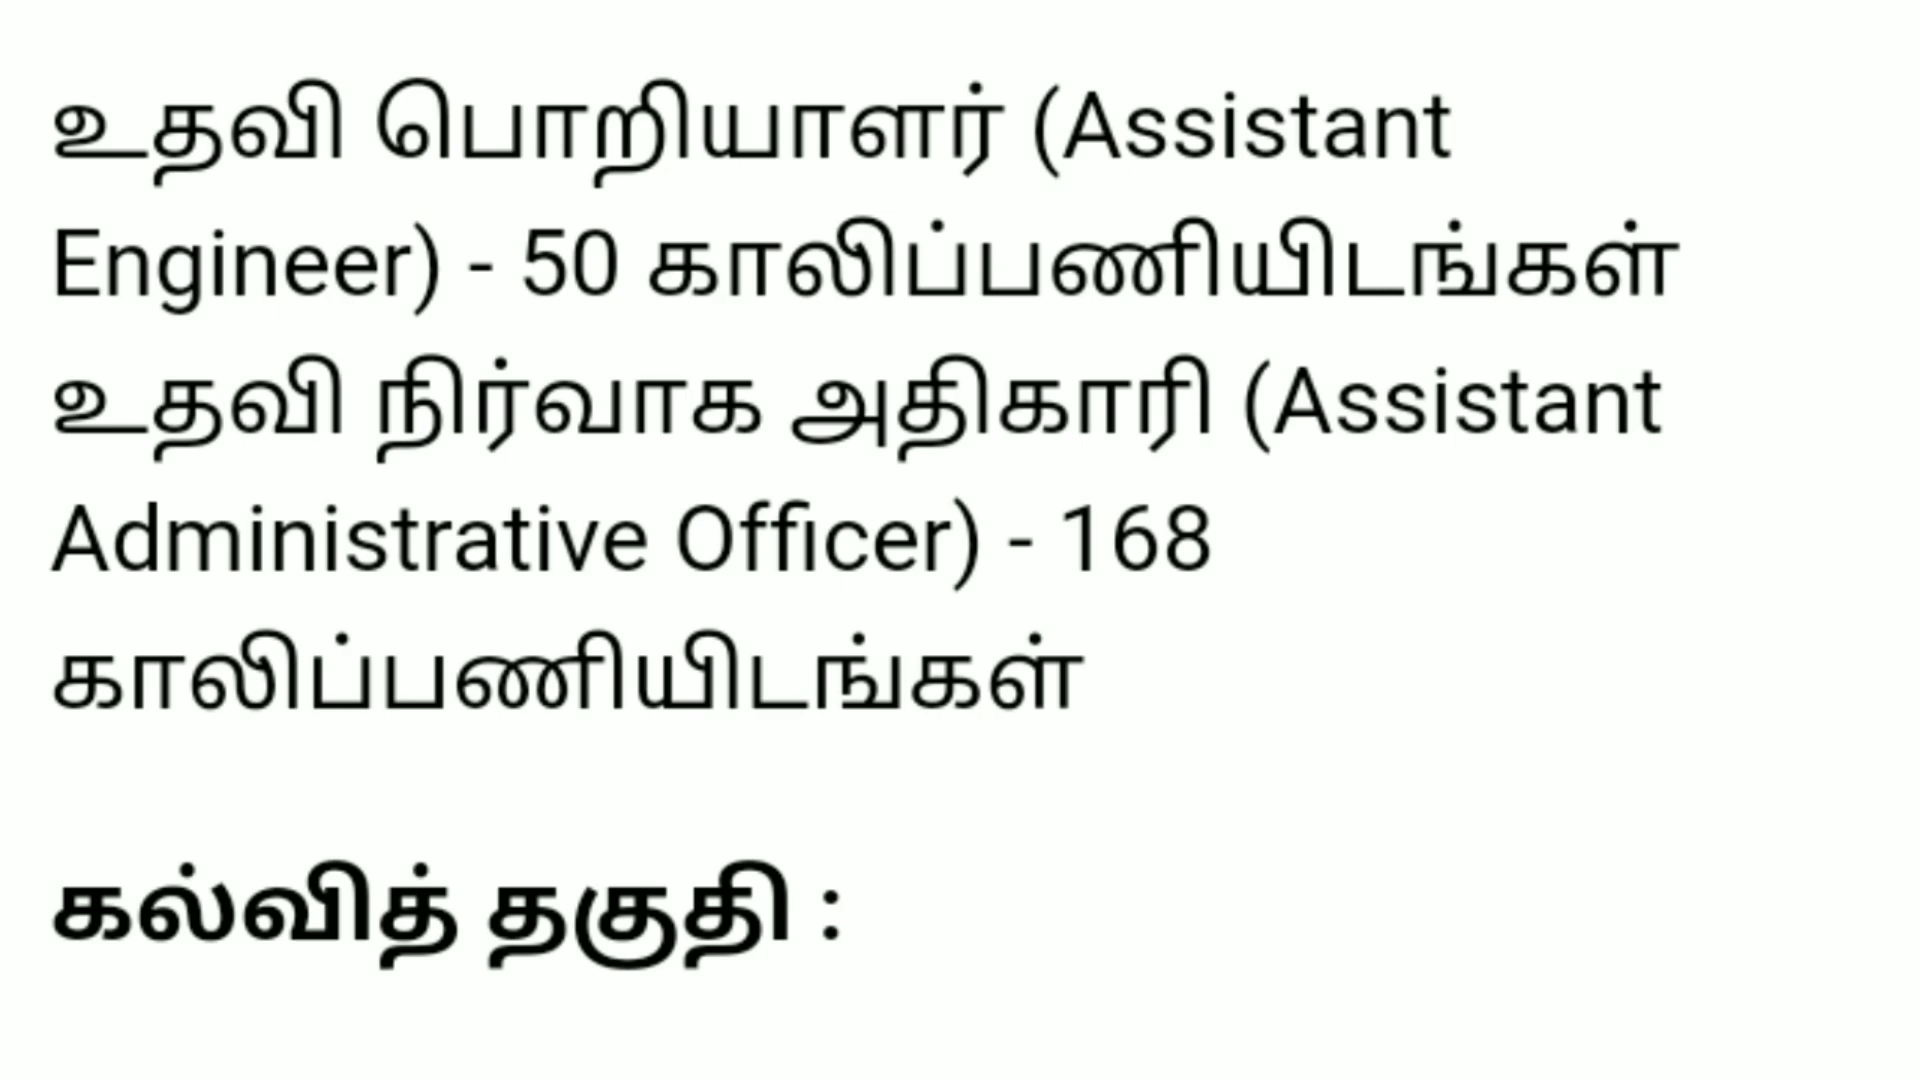 உதவி பொறியாளர் (Assistant
Engineer) - 50 காலிப்பணியிடங்கள்
உதவி நிர்வாக அதிகாரி (Assistant
Administrative Officer) - 168
காலிப்பணியிடங்கள்
கல்வித் தகுதி :